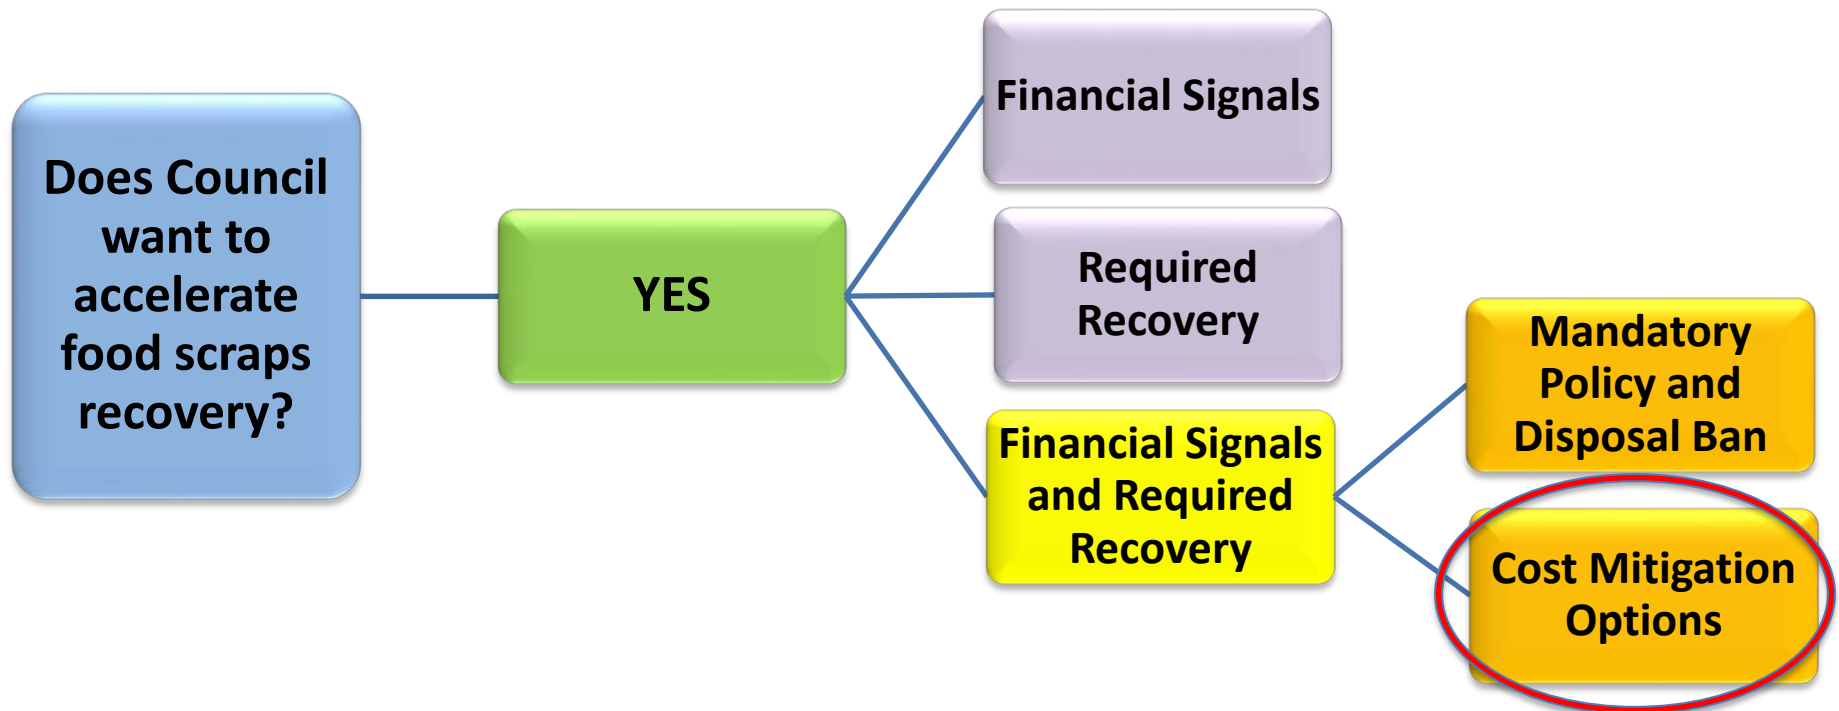 Does Council
want to
accelerate
food scraps
recovery?
YES
Financial Signals
Required
Recovery
Financial Signals
and Required
Recovery
Mandatory
Policy and
Disposal Ban
Cost Mitigation
Options